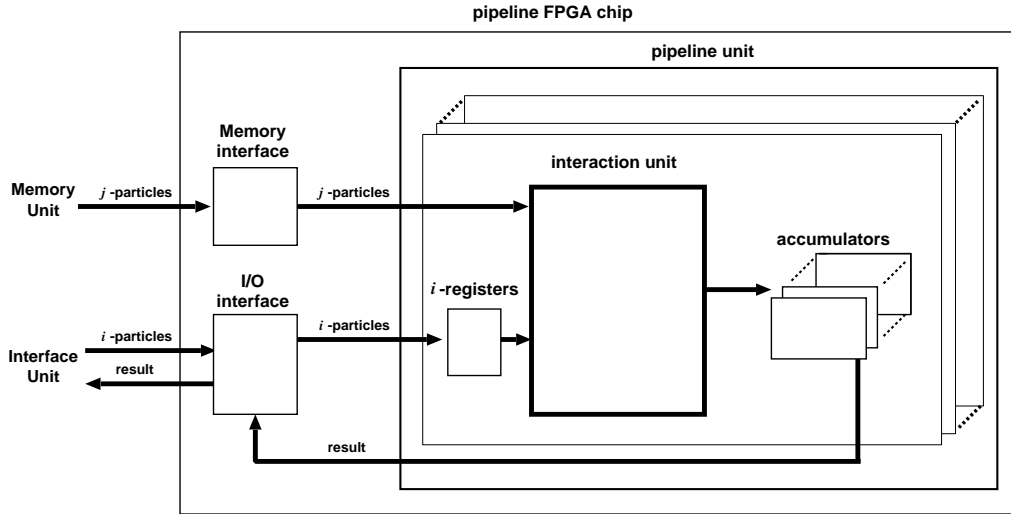 pipeline FPGA chip
pipeline unit
Memory
interface
interaction unit
Memory
Unit
j -particles
j -particles
accumulators
I/O
interface
i -registers
i -particles
i -particles
Interface
Unit
result
result